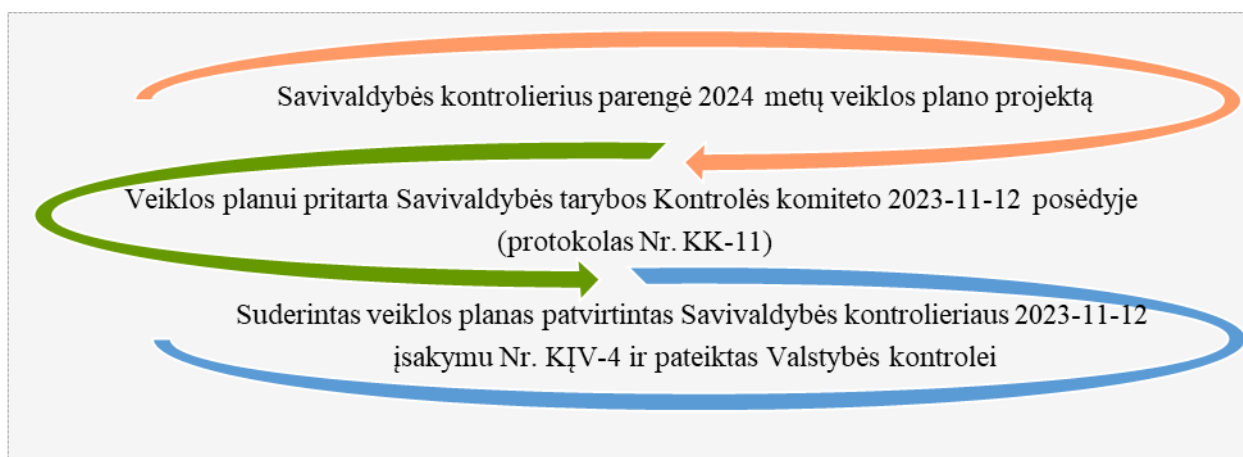 Savivaldybės kontrolierius parengė 2024 metų veiklos plano projektą
Veiklos planui pritarta Savivaldybės tarybos Kontrolės komiteto 2023-11-12 posėdyje
(protokolas Nr. KK-11)
Suderintas veiklos planas patvirtintas Savivaldybės kontrolieriaus 2023-11-12
įsakymu Nr. KĮV-4 ir pateiktas Valstybės kontrolei